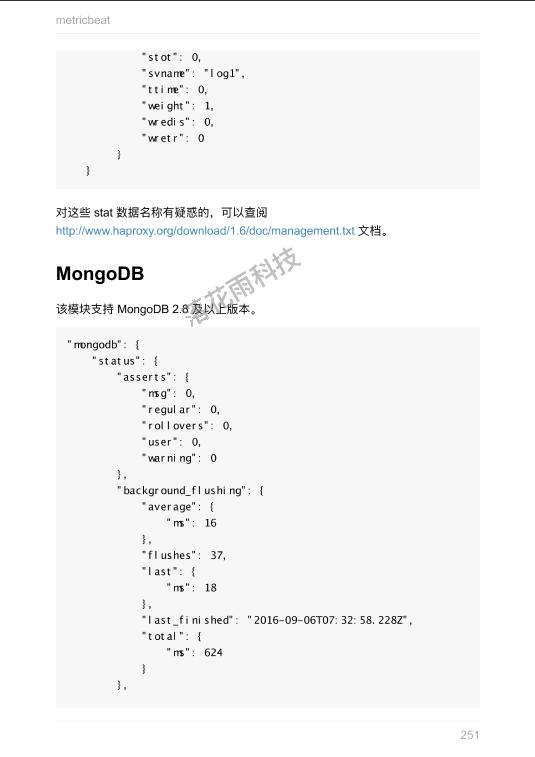 metricbeat
"stot": 0,
"svname": "log1",
"ttime": 0,
"weight": 1,
"wredis": 0,
"wretr": 0
}
}
对这些 stat 数据名称有疑惑的，可以查阅
http://www.haproxy.org/download/1.6/doc/management.txt 文档。
MongoDB
落花雨科技
该模块支持 MongoDB 2.8 及以上版本。
"mongodb": {
"status": {
"asserts": {
"msg": 0,
"regular": 0,
"rollovers": 0,
"user": 0,
"warning": 0
},
"background_flushing": {
"average": {
"ms": 16
},
"flushes": 37,
"last": {
"ms": 18
},
"last_finished": "2016-09-06T07:32:58.228Z",
"total": {
"ms": 624
}
},
251